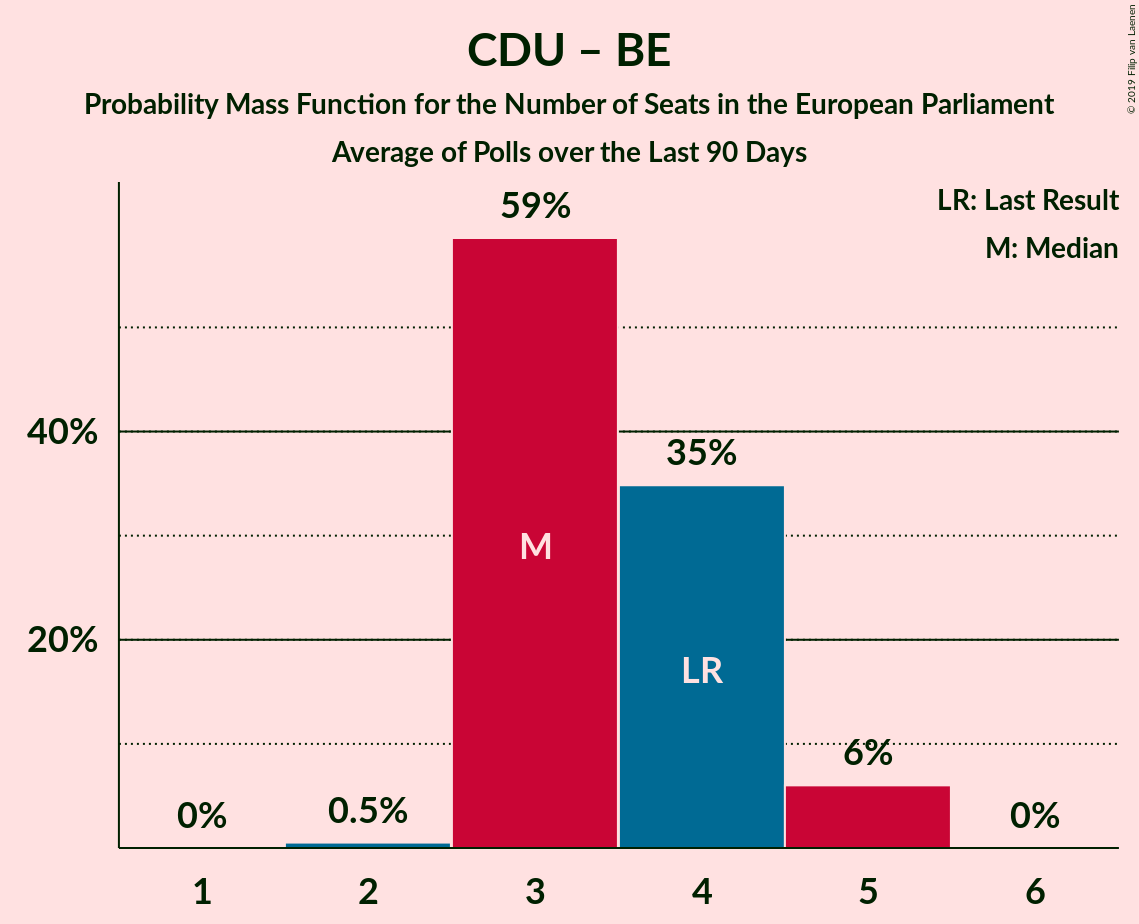 CDU – BE
Probability Mass Function for the Number of Seats in the European Parliament
Average of Polls over the Last 90 Days
© 2019 Filip van Laenen
LR: Last Result
M: Median
59%
40%
35%
M
20%
LR
6%
0%
0.5%
0%
1 2 3 4 5 6